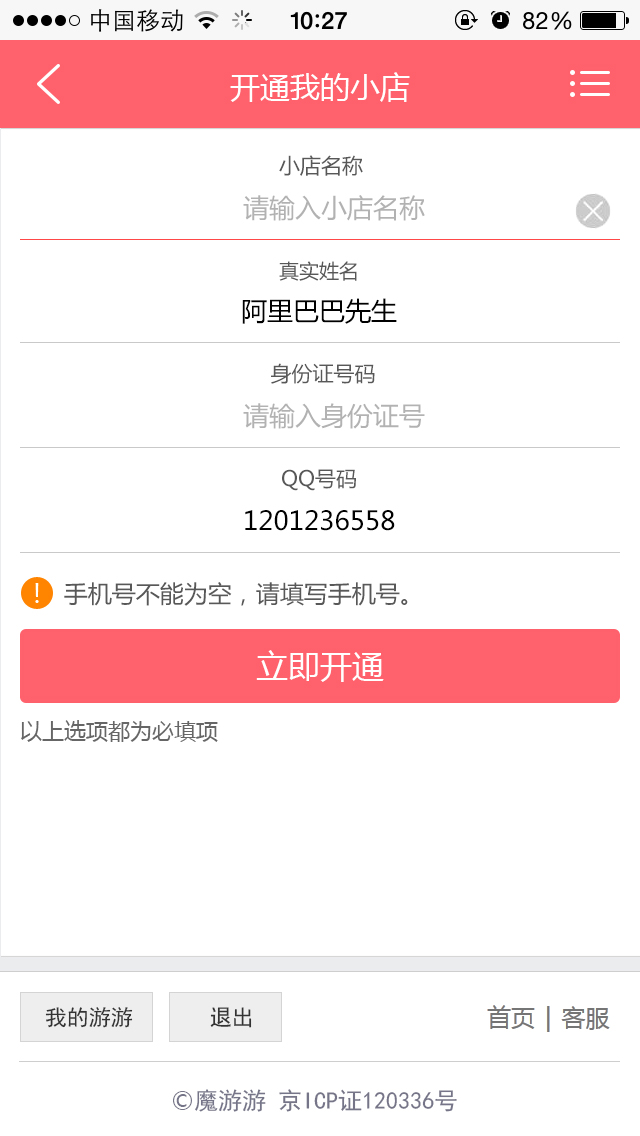 中国移动 10:27 82%
开通我的小店
小店名称
请输入小店名称
真实姓名
阿里巴巴先生
身份证号码
请输入身份证号
QQ号码
1201236558
! 手机号不能为空，请填写手机号。
立即开通
以上选项都为必填项
我的游游 退出 首页 | 客服
©魔游游 京ICP证120336号